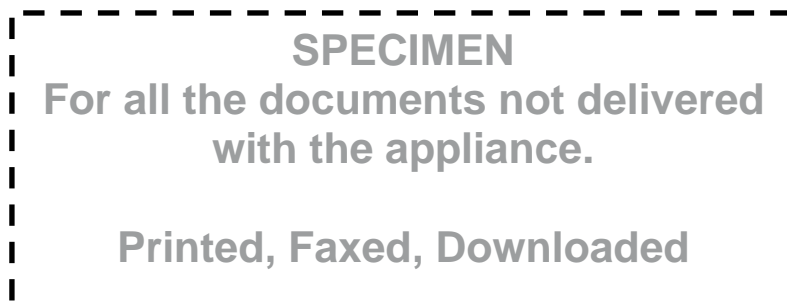 SPECIMEN
For all the documents not delivered
with the appliance.
Printed, Faxed, Downloaded